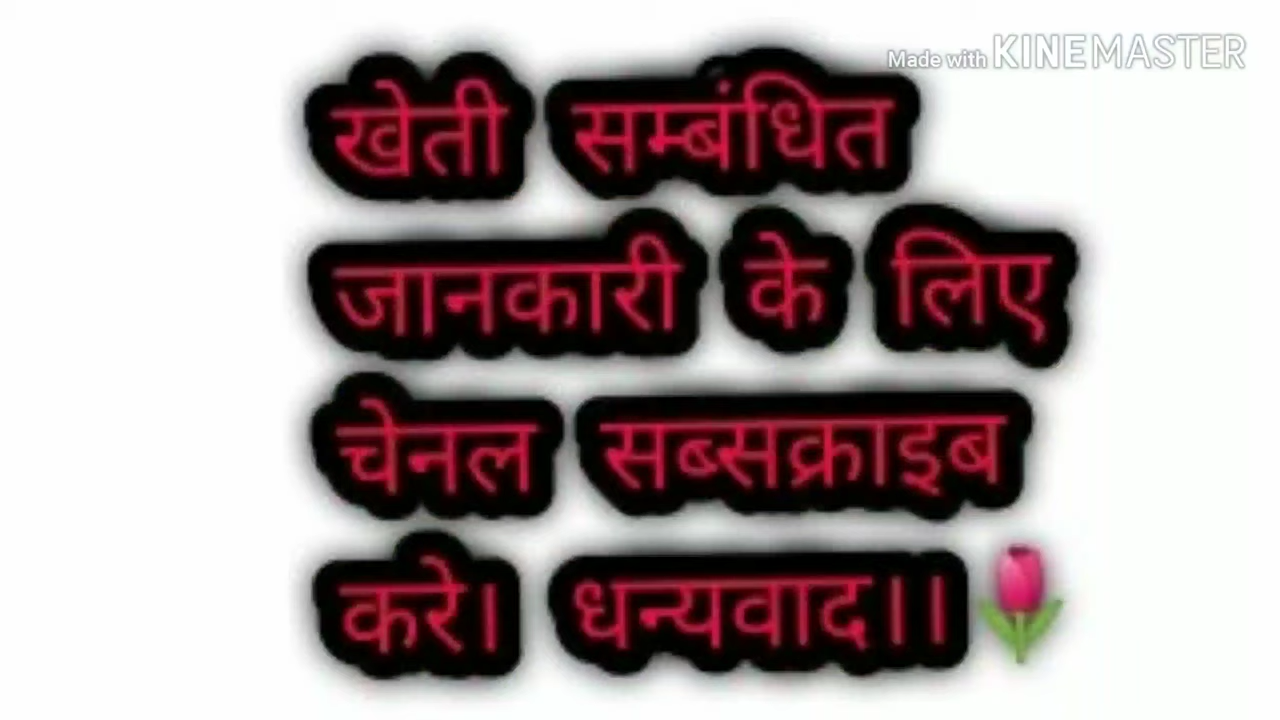 Made with KINEMASTER
खेती सम्बंधित
जानकारी के लिए
चेनल सब्सक्राइब
करे। धन्यवाद।।🌷